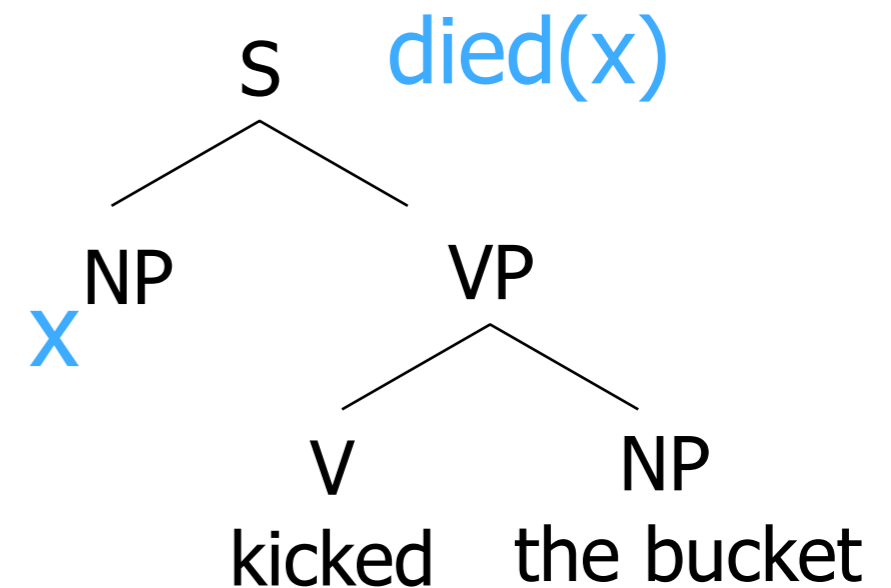 S died(x)
NP VP
x
V NP
kicked the bucket